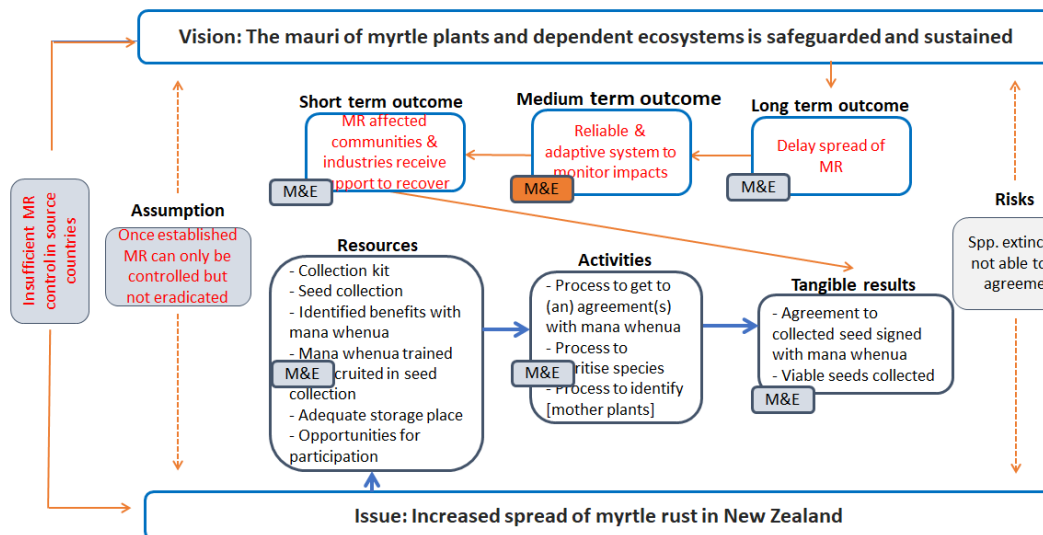 Vision: The mauri of myrtle plants and dependent ecosystems is safeguarded and sustained
Short term outcome
MR affected
communities &
industries receive
support to recover
M&E
Medium term outcome
Reliable &
adaptive system to
monitor impacts
M&E
Long term outcome
Delay spread of
MR
M&E
Insufficient MR
control in source
countries
Assumption
Once established
MR can only be
controlled but
not eradicated
Resources
- Collection kit
- Seed collection
- Identified benefits with
mana whenua
- Mana whenua trained
M&E
collection
- Adequate storage place
- Opportunities for
participation
Activities
- Process to get to
(an) agreement(s)
with mana whenua
- Process to
M&E
species
- Process to identify
[mother plants]
Tangible results
- Agreement to
collected seed signed
with mana whenua
- Viable seeds collected
M&E
Risks
Spp.
not able to
Issue: Increased spread of myrtle rust in New Zealand